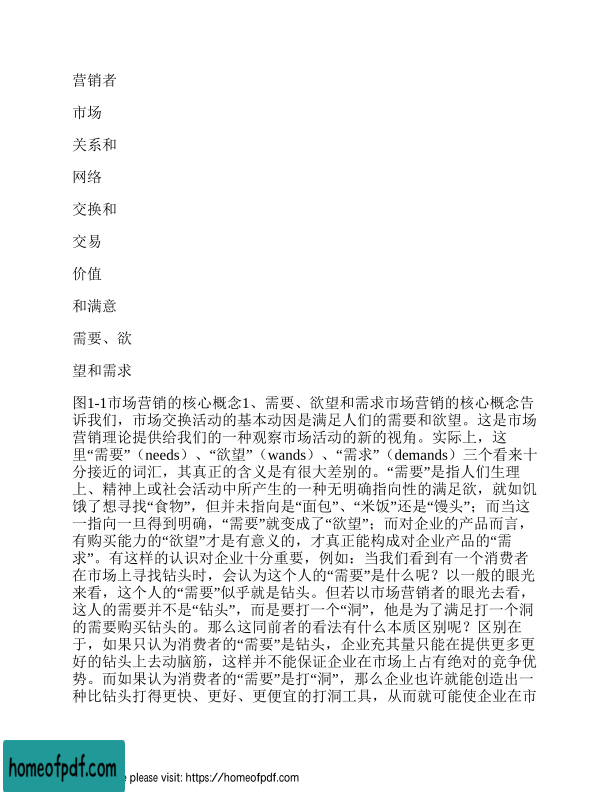 营销者
市场
关系和
网络
交换和
交易
价值
和满意
需要、欲
望和需求
图1-1市场营销的核心概念1、需要、欲望和需求市场营销的核心概念告
诉我们，市场交换活动的基本动因是满足人们的需要和欲望。这是市场
营销理论提供给我们的一种观察市场活动的新的视角。实际上，这
里“需要”（needs）、“欲望”（wands）、“需求”（demands）三个看来十
分接近的词汇，其真正的含义是有很大差别的。“需要”是指人们生理
上、精神上或社会活动中所产生的一种无明确指向性的满足欲，就如饥
饿了想寻找“食物”，但并未指向是“面包”、“米饭”还是“馒头”；而当这
一指向一旦得到明确，“需要”就变成了“欲望”；而对企业的产品而言，
有购买能力的“欲望”才是有意义的，才真正能构成对企业产品的“需
求”。有这样的认识对企业十分重要，例如：当我们看到有一个消费者
在市场上寻找钻头时，会认为这个人的“需要”是什么呢？以一般的眼光
来看，这个人的“需要”似乎就是钻头。但若以市场营销者的眼光去看，
这人的需要并不是“钻头”，而是要打一个“洞”，他是为了满足打一个洞
的需要购买钻头的。那么这同前者的看法有什么本质区别呢？区别在
于，如果只认为消费者的“需要”是钻头，企业充其量只能在提供更多更
好的钻头上去动脑筋，这样并不能保证企业在市场上占有绝对的竞争优
势。而如果认为消费者的“需要”是打“洞”，那么企业也许就能创造出一
种比钻头打得更快、更好、更便宜的打洞工具，从而就可能使企业在市
homeofpdf.com
please visit: https://homeofpdf.com